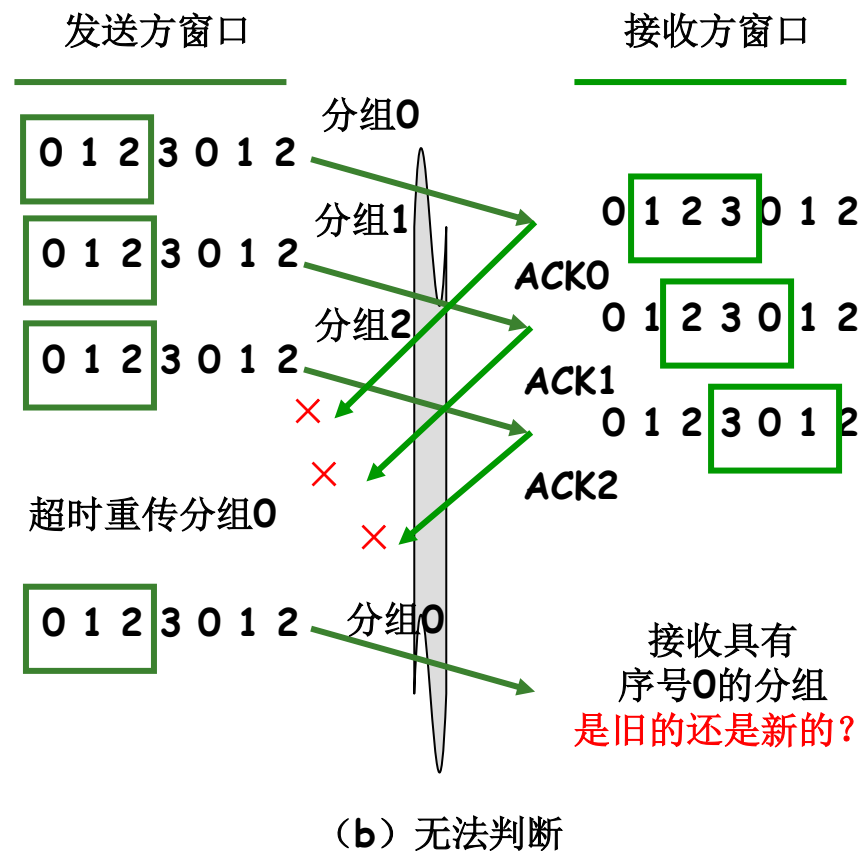 发送方窗口
接收方窗口
分组0
0 1 2 3 0 1 2
0 1 2 3 0 1 2
分组1
0 1 2 3 0 1 2
ACK0
0 1 2 3 0 1 2
分组2
0 1 2 3 0 1 2
ACK1
0 1 2 3 0 1 2
ACK2
超时重传分组0
0 1 2 3 0 1 2
分组0
接收具有
序号0的分组
是旧的还是新的？
（b）无法判断